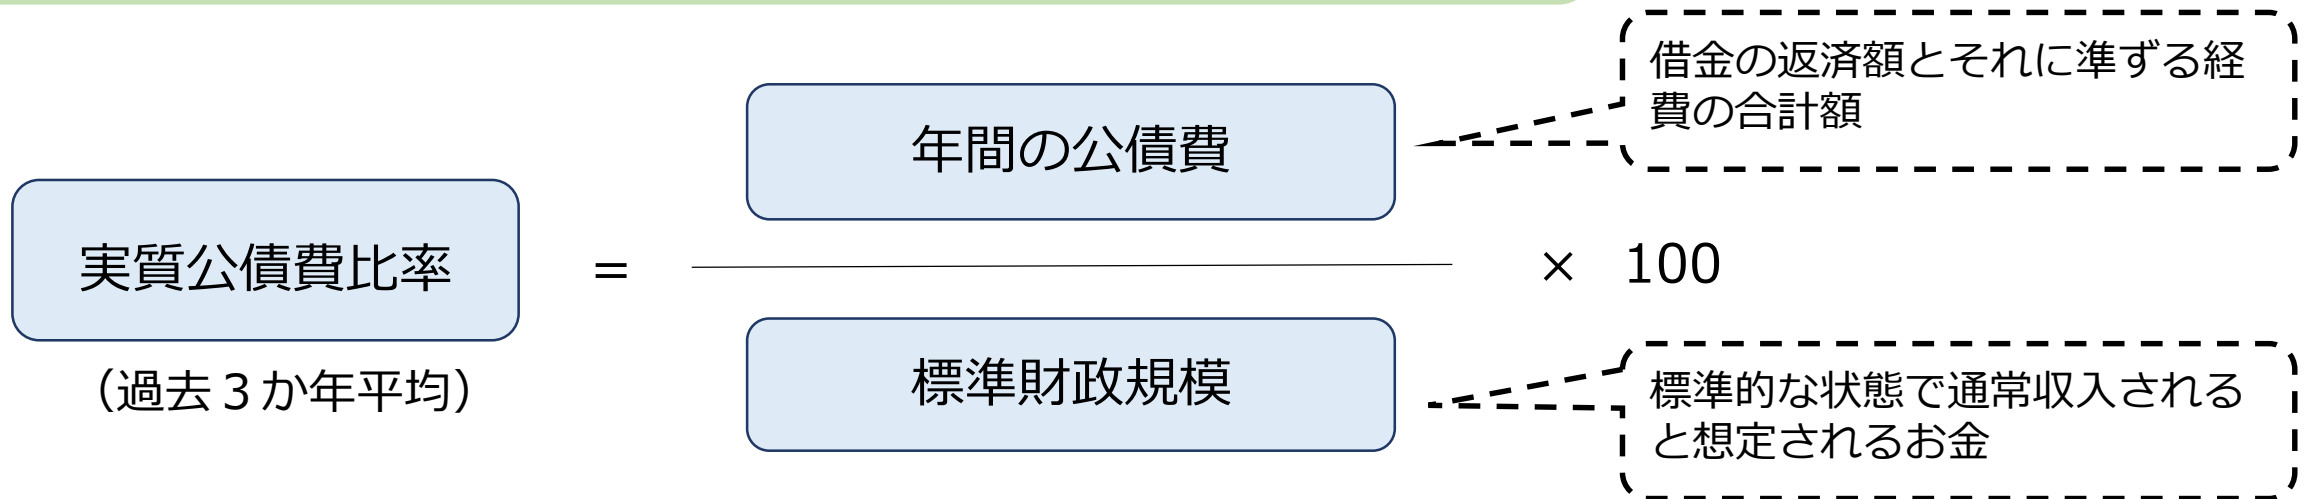 借金の返済額とそれに準ずる経
費の合計額
年間の公債費
実質公債費比率
=
× 100
(過去3か年平均)
標準財政規模
標準的な状態で通常収入される
と想定されるお金